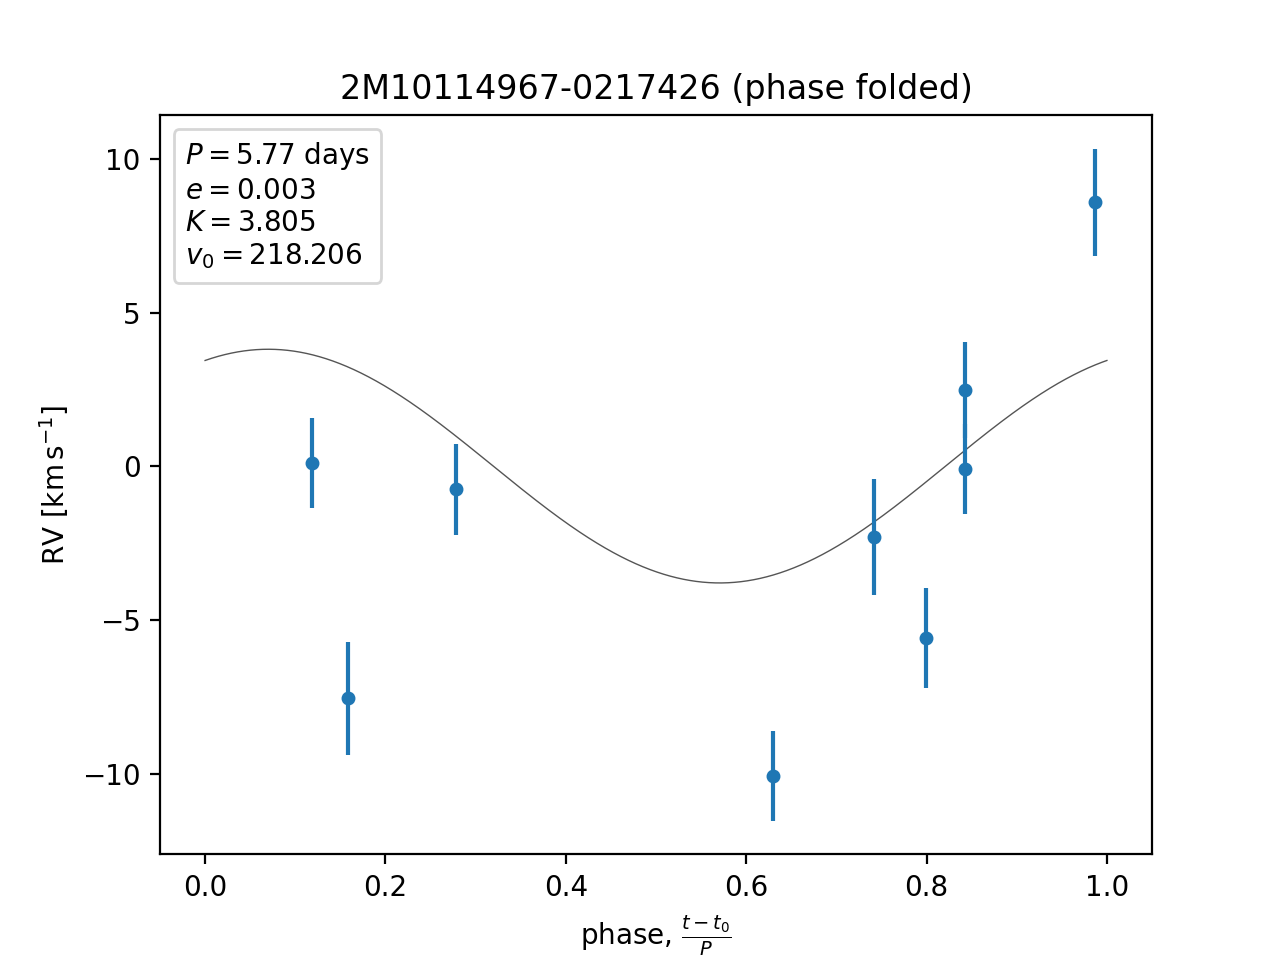 2M10114967-0217426 (phase folded)
P = 5.77 days
e = 0.003
K = 3.805
v₀ = 218.206
10
5
0
−5
−10
RV [km s⁻¹]
0.0 0.2 0.4 0.6 0.8 1.0
phase, (t − t₀)/P